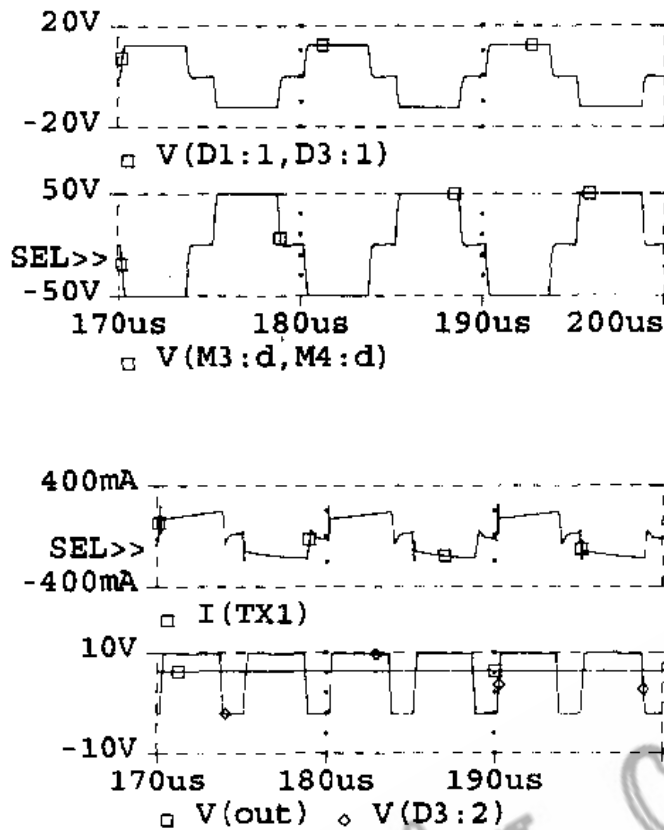 20V
-20V
V(D1:1,D3:1)
50V
SEL>>
-50V
170us 180us 190us 200us
V(M3:d,M4:d)
400mA
SEL>>
-400mA
I(TX1)
10V
-10V
170us 180us 190us
V(out) V(D3:2)